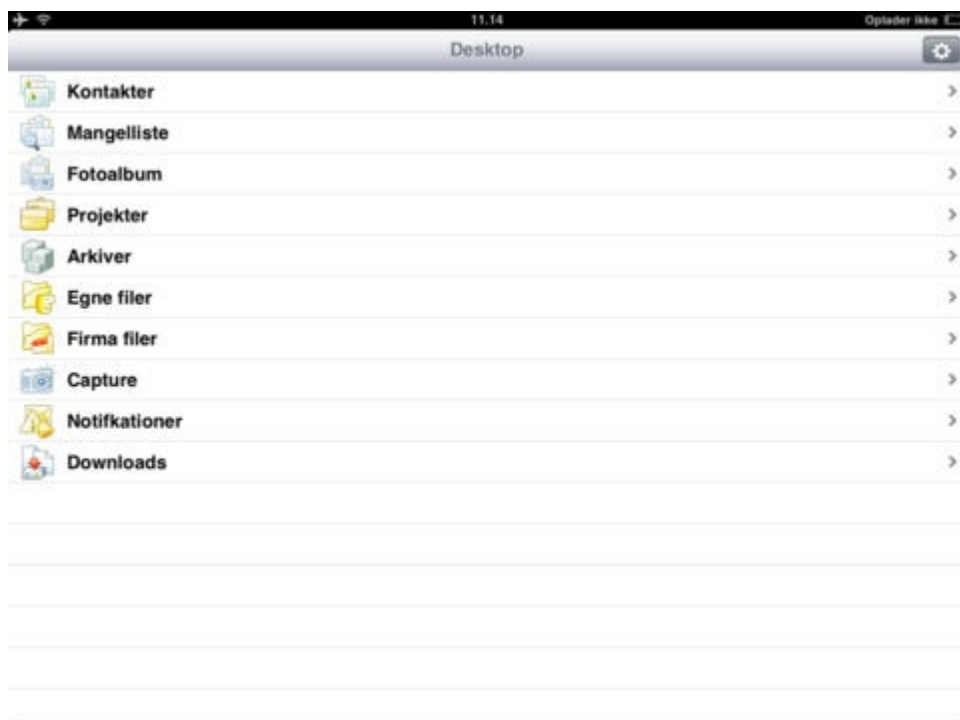 11.14
Oplader ikke
Desktop
Kontakter
Mangelliste
Fotoalbum
Projekter
Arkiver
Egne filer
Firma filer
Capture
Notifkationer
Downloads